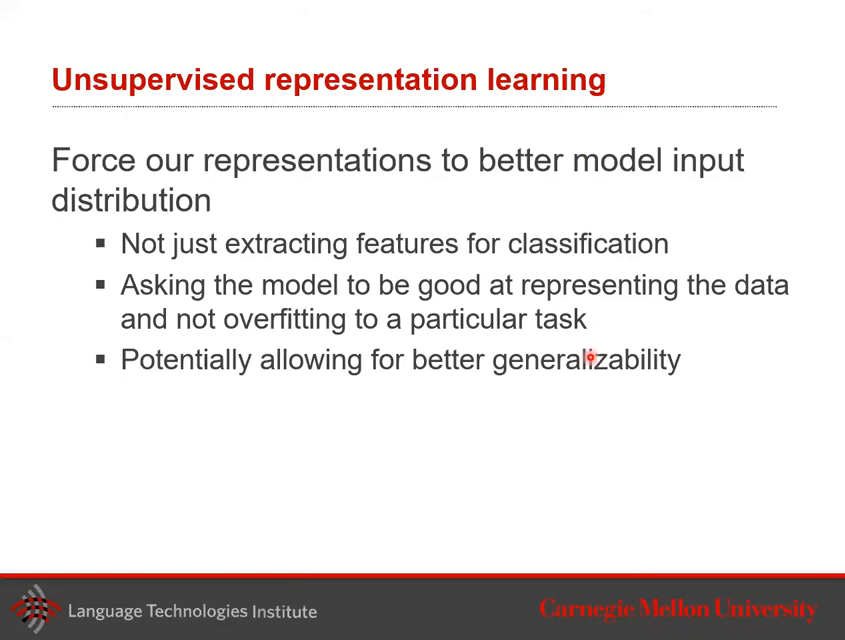 Unsupervised representation learning
Force our representations to better model input
distribution
▪ Not just extracting features for classification
▪ Asking the model to be good at representing the data
and not overfitting to a particular task
▪ Potentially allowing for better generalizability
Language Technologies Institute
Carnegie Mellon University